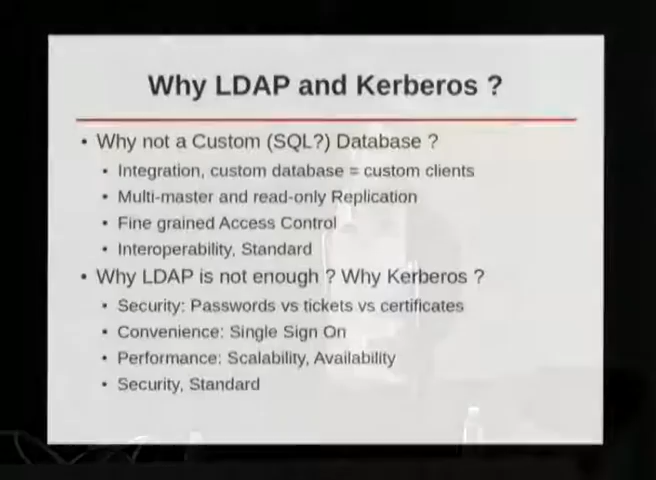 Why LDAP and Kerberos ?
• Why not a Custom (SQL?) Database ?
• Integration, custom database = custom clients
• Multi-master and read-only Replication
• Fine grained Access Control
• Interoperability, Standard
• Why LDAP is not enough ? Why Kerberos ?
• Security: Passwords vs tickets vs certificates
• Convenience: Single Sign On
• Performance: Scalability, Availability
• Security, Standard